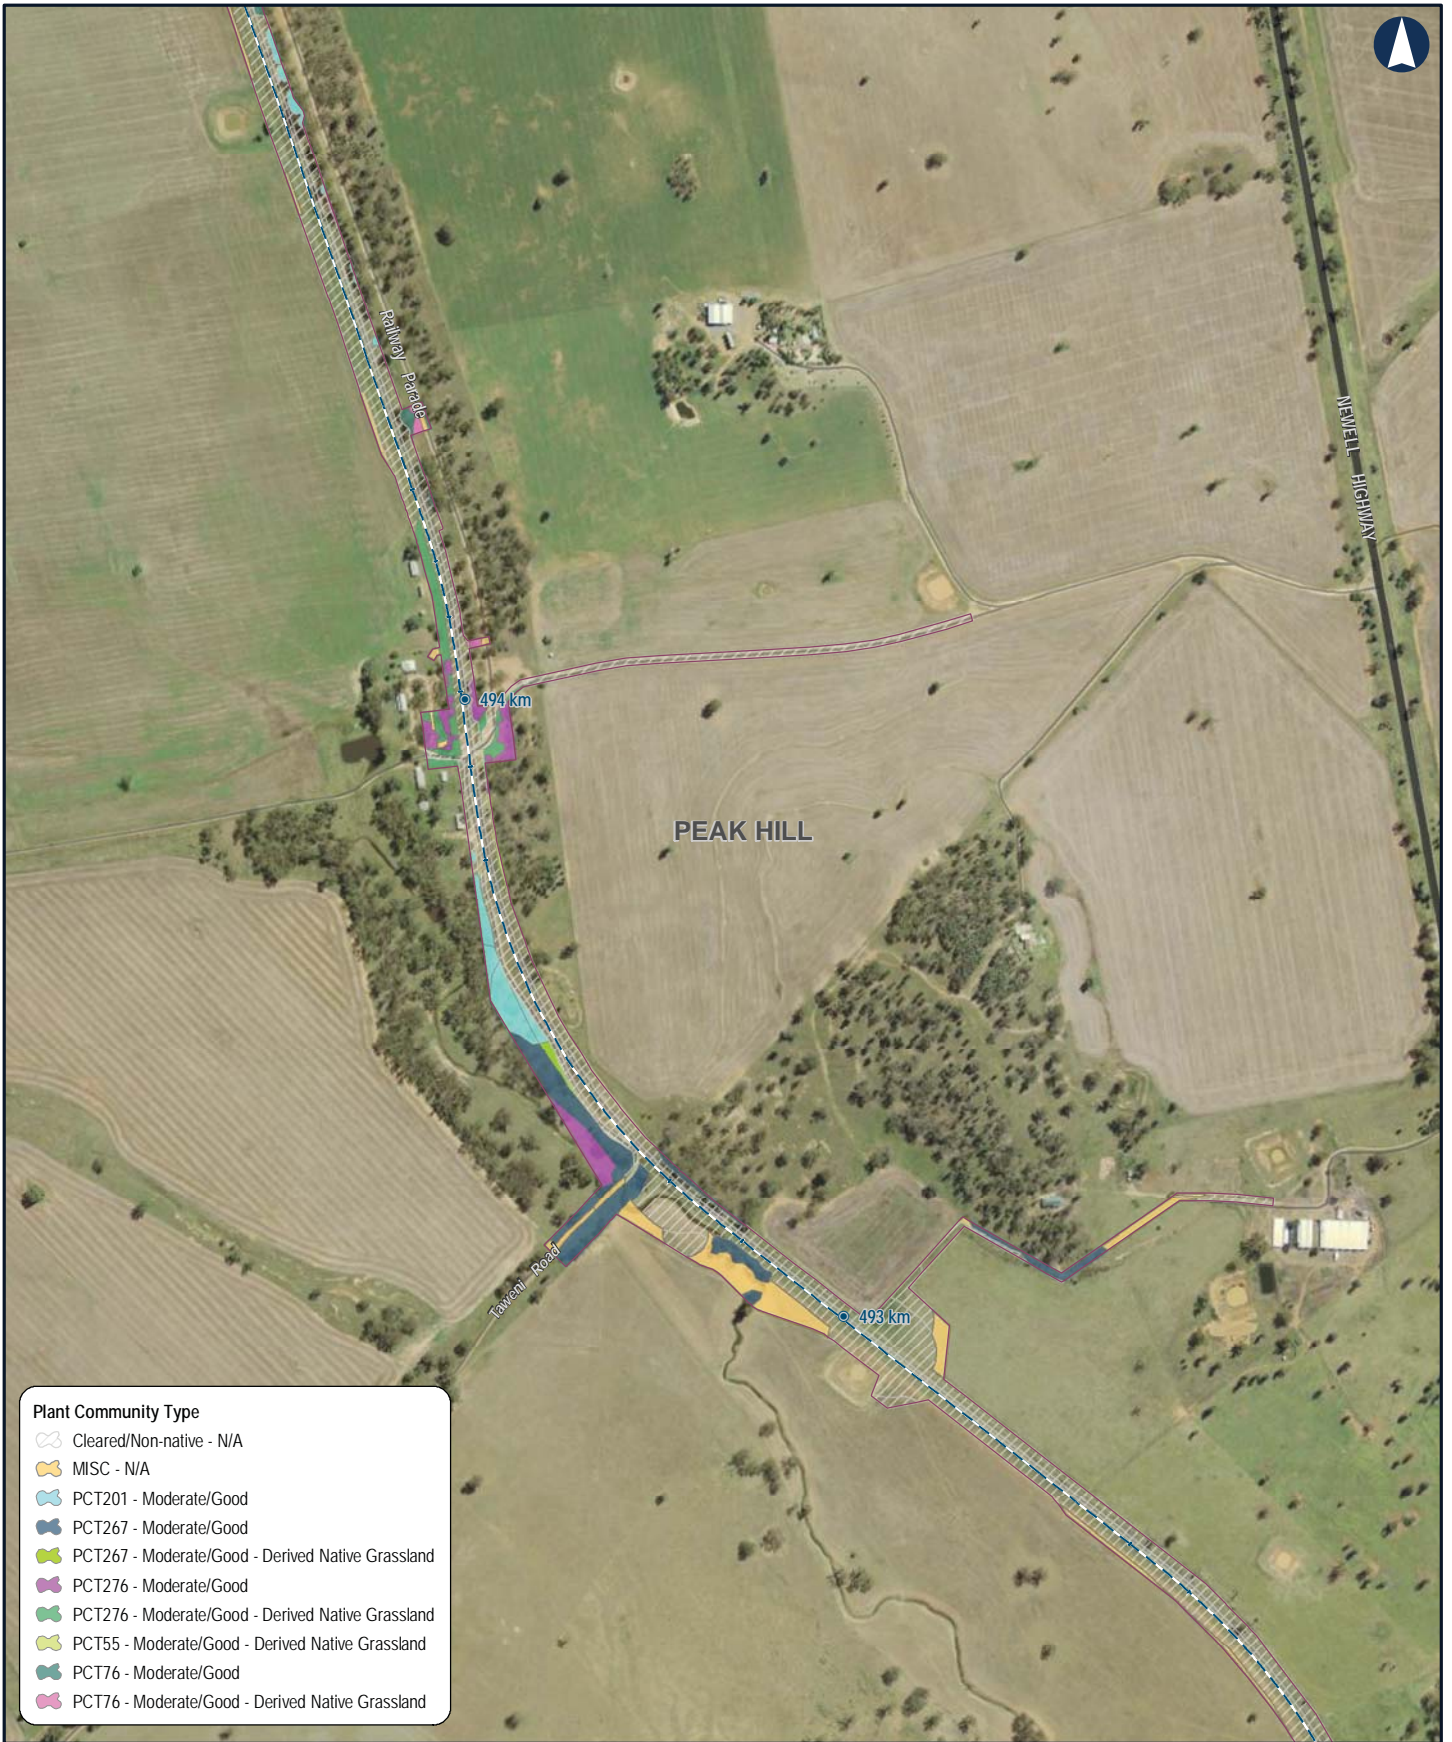 Railway Parade
NEWELL HIGHWAY
494 km
PEAK HILL
Taweni Road
493 km
Plant Community Type
Cleared/Non-native - N/A
MISC - N/A
PCT201 - Moderate/Good
PCT267 - Moderate/Good
PCT267 - Moderate/Good - Derived Native Grassland
PCT276 - Moderate/Good
PCT276 - Moderate/Good - Derived Native Grassland
PCT55 - Moderate/Good - Derived Native Grassland
PCT76 - Moderate/Good
PCT76 - Moderate/Good - Derived Native Grassland